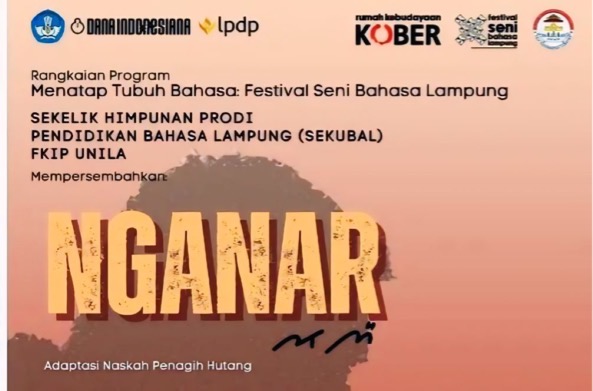 DANA INDONESIANA
lpdp
rumah kebudayaan
KOBER
festival
seni
bahasa
lampung
Rangkaian Program
Menatap Tubuh Bahasa: Festival Seni Bahasa Lampung
SEKELIK HIMPUNAN PRODI
PENDIDIKAN BAHASA LAMPUNG (SEKUBAL)
FKIP UNILA
Mempersembahkan:
NGANAR
Adaptasi Naskah Penagih Hutang